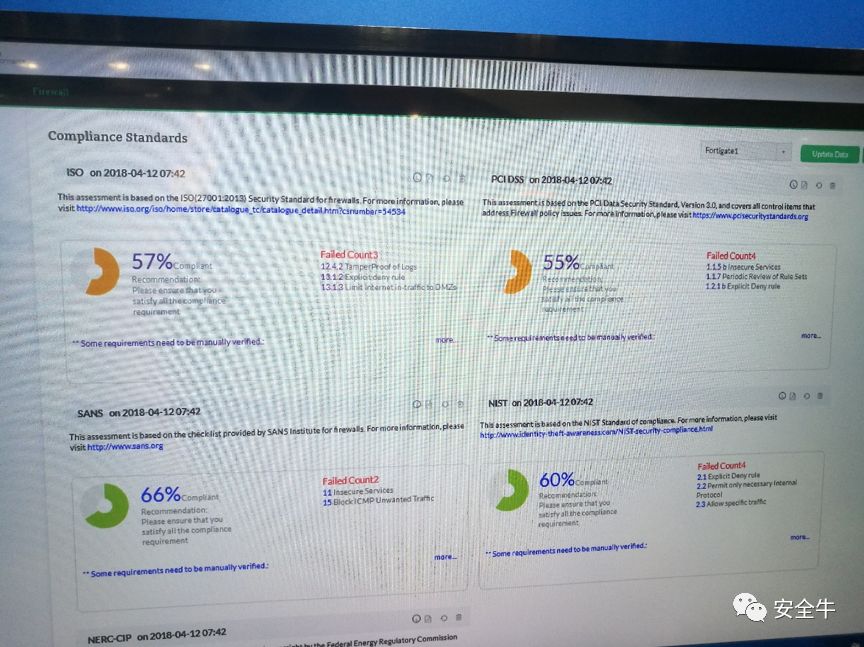 Firewall
Compliance Standards
Fortigate1
Update Data
ISO on 2018-04-12 07:42
This assessment is based on the ISO(27001:2013) Security Standard for firewalls. For more information, please
visit http://www.iso.org/iso/home/store/catalogue_tc/catalogue_detail.htm?csnumber=54534
57% Compliant
Recommendation:
Please ensure that you
satisfy all the compliance
requirement
Failed Count3
12.4.2 TamperProof of Logs
13.1.2 Explicit deny rule
13.1.3 Limit Internet in-traffic to DMZs
** Some requirements need to be manually verified.:
more...
PCI DSS on 2018-04-12 07:42
This assessment is based on the PCI Data Security Standard, Version 3.0, and covers all control items that
address Firewall policy issues. For more information, please visit https://www.pcisecuritystandards.org
55% Compliant
Recommendation:
Please ensure that you
satisfy all the compliance
requirement
Failed Count4
1.1.5 b Insecure Services
1.1.7 Periodic Review of Rule Sets
1.2.1 b Explicit Deny rule
** Some requirements need to be manually verified.:
more...
SANS on 2018-04-12 07:42
This assessment is based on the checklist provided by SANS Institute for firewalls. For more information, please
visit http://www.sans.org
66% Compliant
Recommendation:
Please ensure that you
satisfy all the compliance
requirement
Failed Count2
11 Insecure Services
15 Block ICMP Unwanted Traffic
** Some requirements need to be manually verified.:
more...
NIST on 2018-04-12 07:42
This assessment is based on the NIST Standard of compliance. For more information, please visit
http://www.identity-theft-awareness.com/NIST-security-compliance.html
60% Compliant
Recommendation:
Please ensure that you
satisfy all the compliance
requirement
Failed Count4
2.1 Explicit Deny rule
2.2 Permit only necessary Internal
Protocol
2.3 Allow specific traffic
** Some requirements need to be manually verified.:
more...
NERC-CIP on 2018-04-12 07:42
by the Federal Energy Regulatory Commission
安全牛